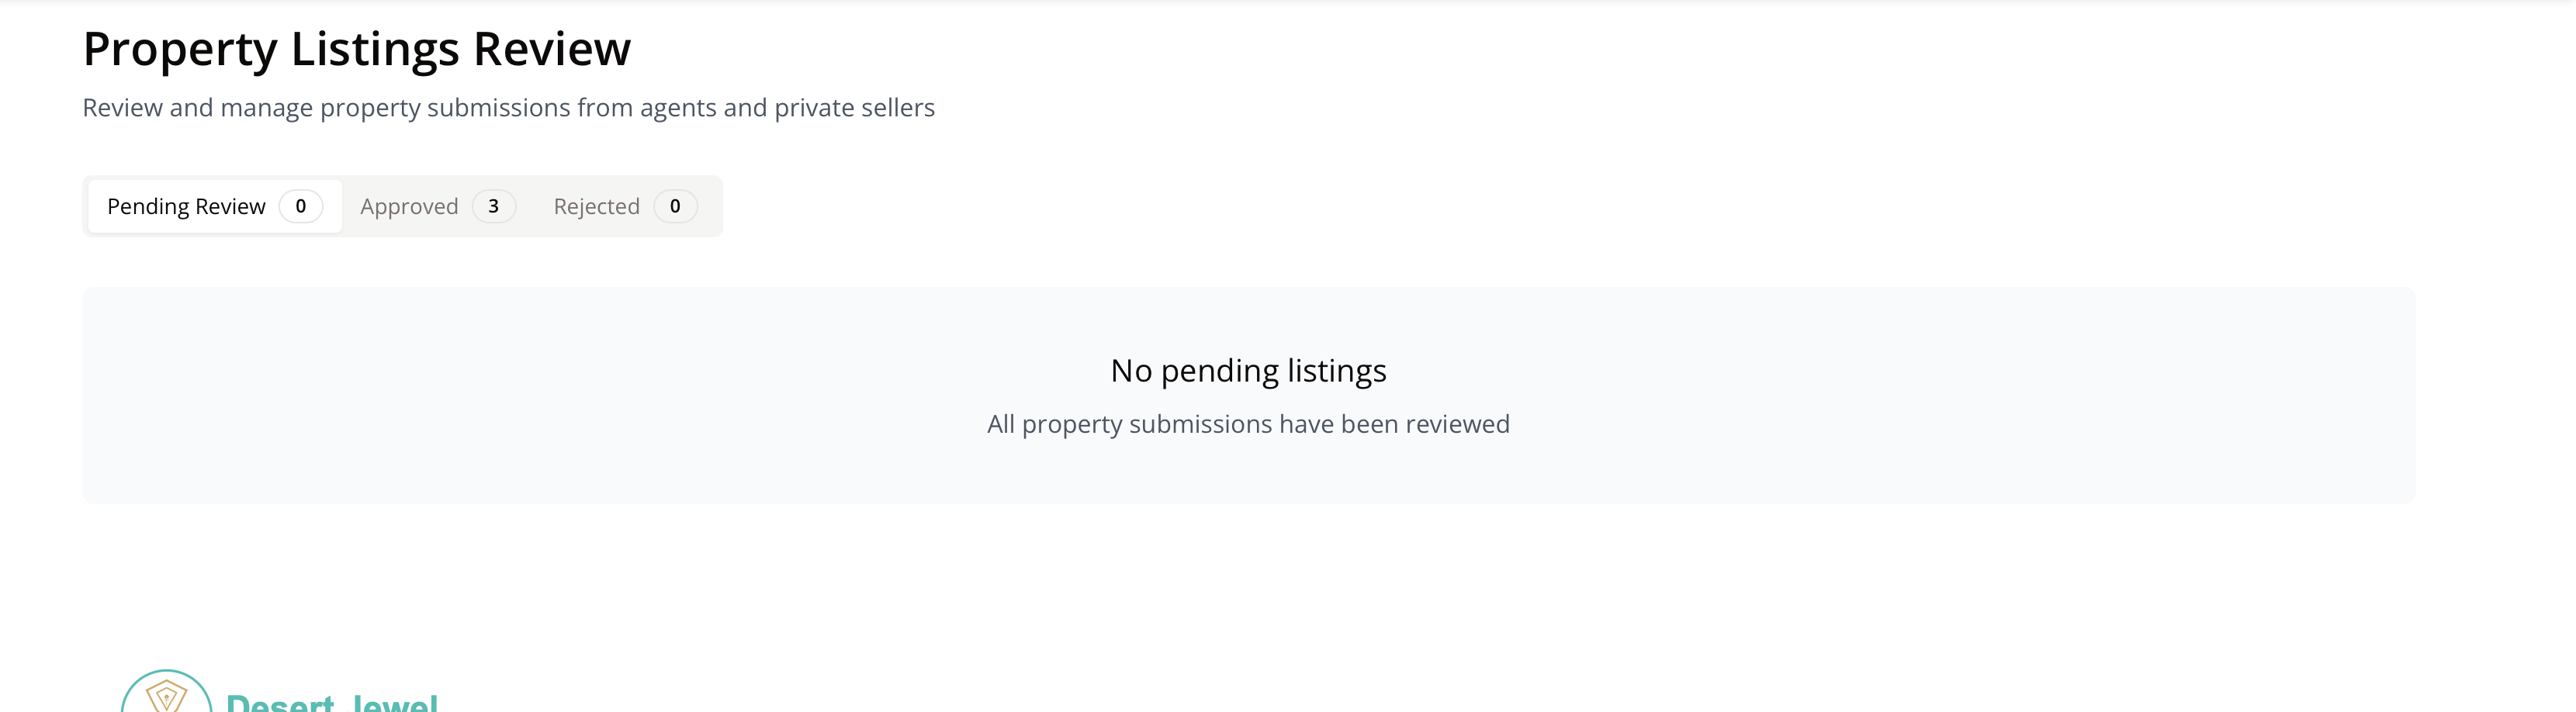 Property Listings Review
Review and manage property submissions from agents and private sellers
Pending Review 0 Approved 3 Rejected 0
No pending listings
All property submissions have been reviewed
Desert Jewel